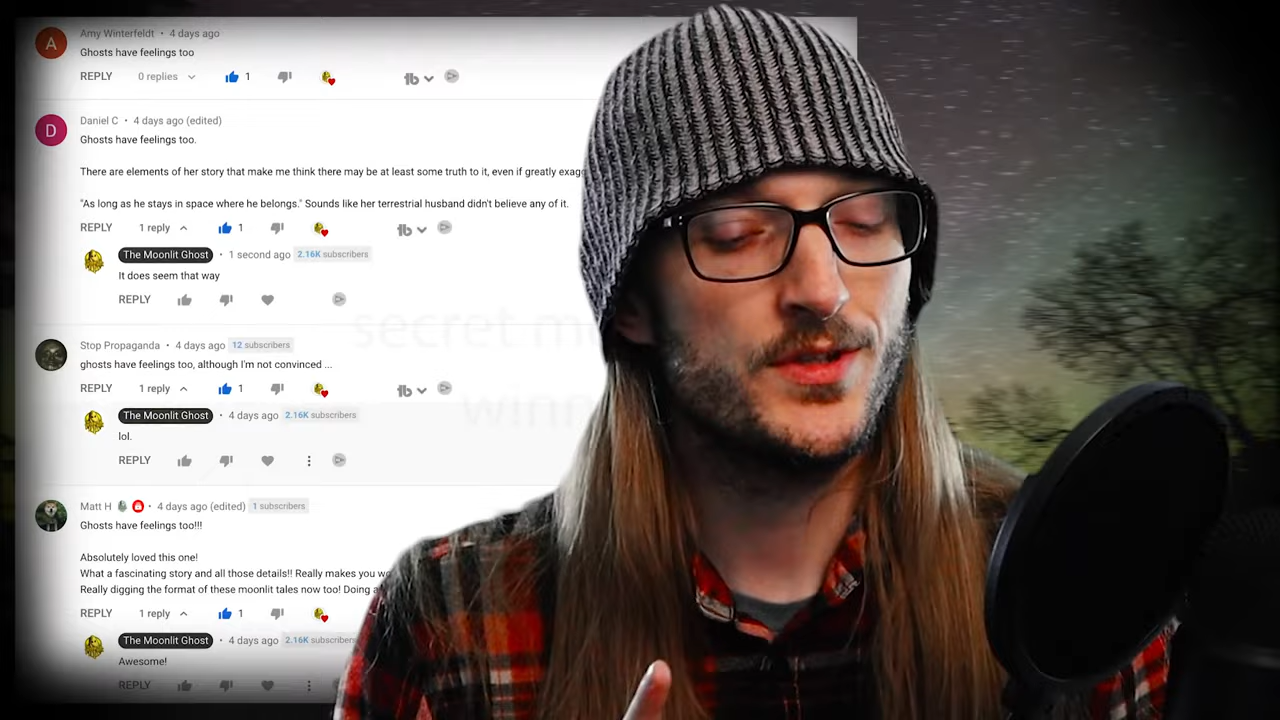 A
Amy Winterfeldt • 4 days ago
Ghosts have feelings too
REPLY 0 replies 1 tb
D
Daniel C • 4 days ago (edited)
Ghosts have feelings too.
There are elements of her story that make me think there may be at least some truth to it, even if greatly
"As long as he stays in space where he belongs." Sounds like her terrestrial husband didn't believe any of it.
REPLY 1 reply 1 tb
The Moonlit Ghost • 1 second ago 2.16K subscribers
It does seem that way
REPLY
secret
Stop Propaganda • 4 days ago 12 subscribers
ghosts have feelings too, although I'm not convinced ...
REPLY 1 reply 1 tb
The Moonlit Ghost • 4 days ago 2.16K subscribers
lol.
REPLY
Matt H • 4 days ago (edited) 1 subscribers
Ghosts have feelings too!!!
Absolutely loved this one!
What a fascinating story and all those details!! Really makes you
Really digging the format of these moonlit tales now too! Doing
REPLY 1 reply 1
The Moonlit Ghost • 4 days ago 2.16K subscribers
Awesome!
REPLY